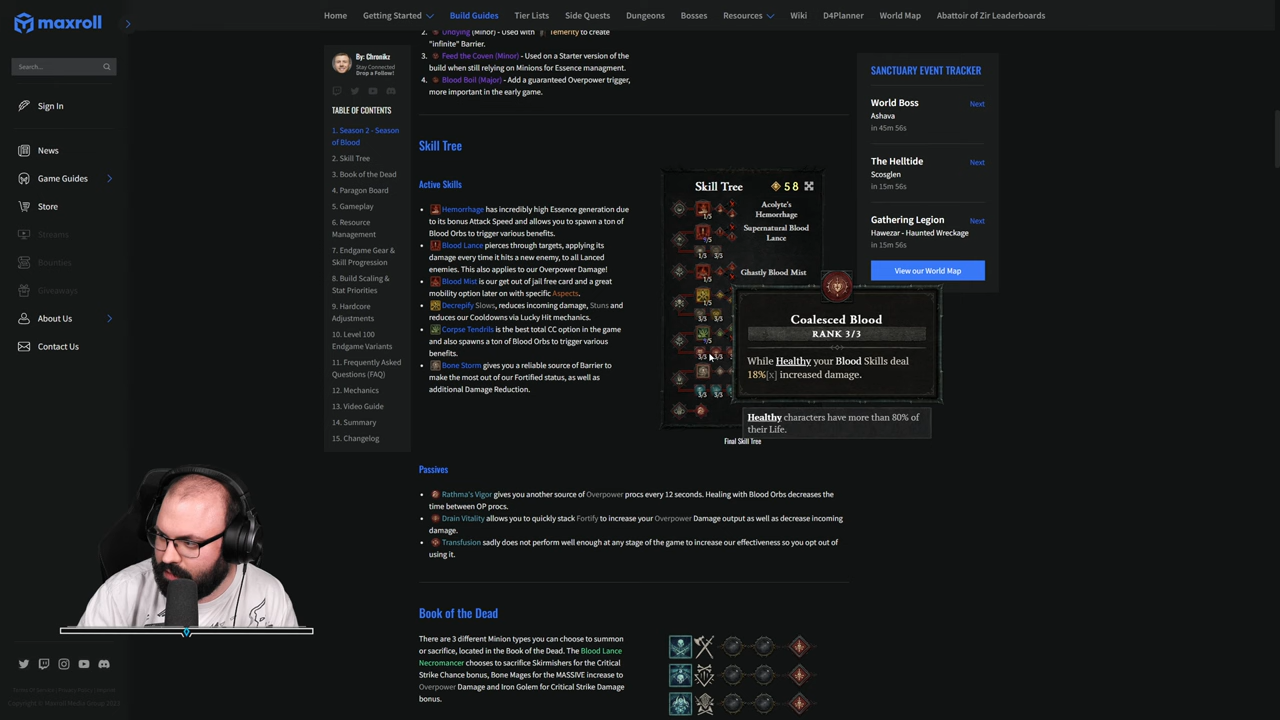 maxroll
Home
Getting Started
Build Guides
Tier Lists
Side Quests
Dungeons
Bosses
Resources
Wiki
D4Planner
World Map
Abattoir of Zir Leaderboards
Search...
Sign In
News
Game Guides
Store
Streams
Bounties
Giveaways
About Us
Contact Us
By: Chronikz
Stay Connected
Drop a Follow!
TABLE OF CONTENTS
1. Season 2 - Season
of Blood
2. Skill Tree
3. Book of the Dead
4. Paragon Board
5. Gameplay
6. Resource
Management
7. Endgame Gear &
Skill Progression
8. Build Scaling &
Stat Priorities
9. Hardcore
Adjustments
10. Level 100
Endgame Variants
11. Frequently Asked
Questions (FAQ)
12. Mechanics
13. Video Guide
14. Summary
15. Changelog
2. Undying (Minor) - Used with Temerity to create
"infinite" Barrier.
3. Feed the Coven (Minor) - Used on a Starter version of the
build when still relying on Minions for Essence managment.
4. Blood Boil (Major) - Add a guaranteed Overpower trigger,
more important in the early game.
Skill Tree
Active Skills
Hemorrhage has incredibly high Essence generation due
to its bonus Attack Speed and allows you to spawn a ton of
Blood Orbs to trigger various benefits.
Blood Lance pierces through targets, applying its
damage every time it hits a new enemy, to all Lanced
enemies. This also applies to our Overpower Damage!
Blood Mist is our get out of jail free card and a great
mobility option later on with specific Aspects.
Decrepify Slows, reduces incoming damage, Stuns and
reduces our Cooldowns via Lucky Hit mechanics.
Corpse Tendrils is the best total CC option in the game
and also spawns a ton of Blood Orbs to trigger various
benefits.
Bone Storm gives you a reliable source of Barrier to
make the most out of our Fortified status, as well as
additional Damage Reduction.
Skill Tree 58
Acolyte's
Hemorrhage
Supernatural Blood
Lance
Ghastly Blood Mist
Coalesced Blood
RANK 3/3
While Healthy your Blood Skills deal
18%[x] increased damage.
Healthy characters have more than 80% of
their Life.
Final Skill Tree
Passives
Rathma's Vigor gives you another source of Overpower procs every 12 seconds. Healing with Blood Orbs decreases the
time between OP procs.
Drain Vitality allows you to quickly stack Fortify to increase your Overpower Damage output as well as decrease incoming
damage.
Transfusion sadly does not perform well enough at any stage of the game to increase our effectiveness so you opt out of
using it.
Book of the Dead
There are 3 different Minion types you can choose to summon
or sacrifice, located in the Book of the Dead. The Blood Lance
Necromancer chooses to sacrifice Skirmishers for the Critical
Strike Chance bonus, Bone Mages for the MASSIVE increase to
Overpower Damage and Iron Golem for Critical Strike Damage
bonus.
SANCTUARY EVENT TRACKER
World Boss
Next
Ashava
in 45m 56s
The Helltide
Next
Scosglen
in 15m 56s
Gathering Legion
Next
Hawezar - Haunted Wreckage
in 15m 56s
View our World Map